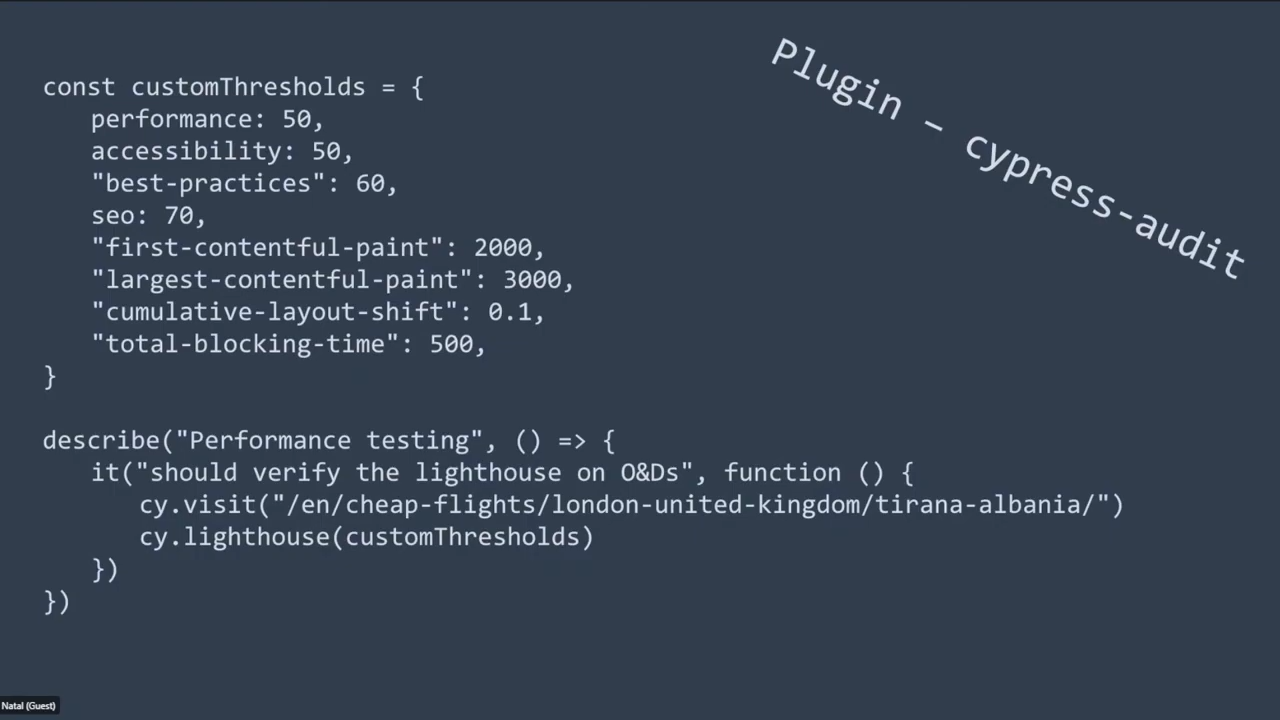 Plugin – cypress-audit
const customThresholds = {
performance: 50,
accessibility: 50,
"best-practices": 60,
seo: 70,
"first-contentful-paint": 2000,
"largest-contentful-paint": 3000,
"cumulative-layout-shift": 0.1,
"total-blocking-time": 500,
}
describe("Performance testing", () => {
it("should verify the lighthouse on O&Ds", function () {
cy.visit("/en/cheap-flights/london-united-kingdom/tirana-albania/")
cy.lighthouse(customThresholds)
})
})
Natal (Guest)